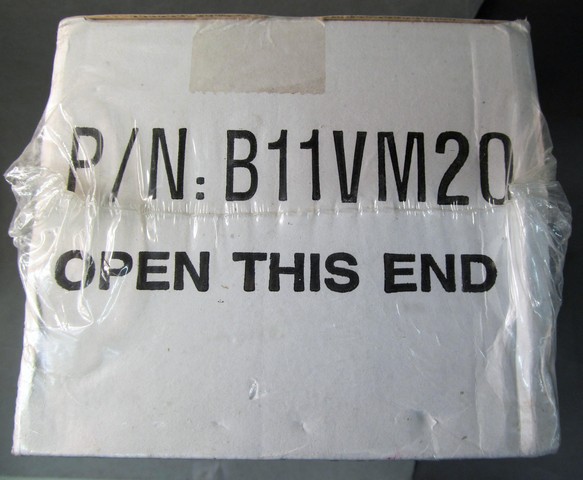 P/N: B11VM20
OPEN THIS END